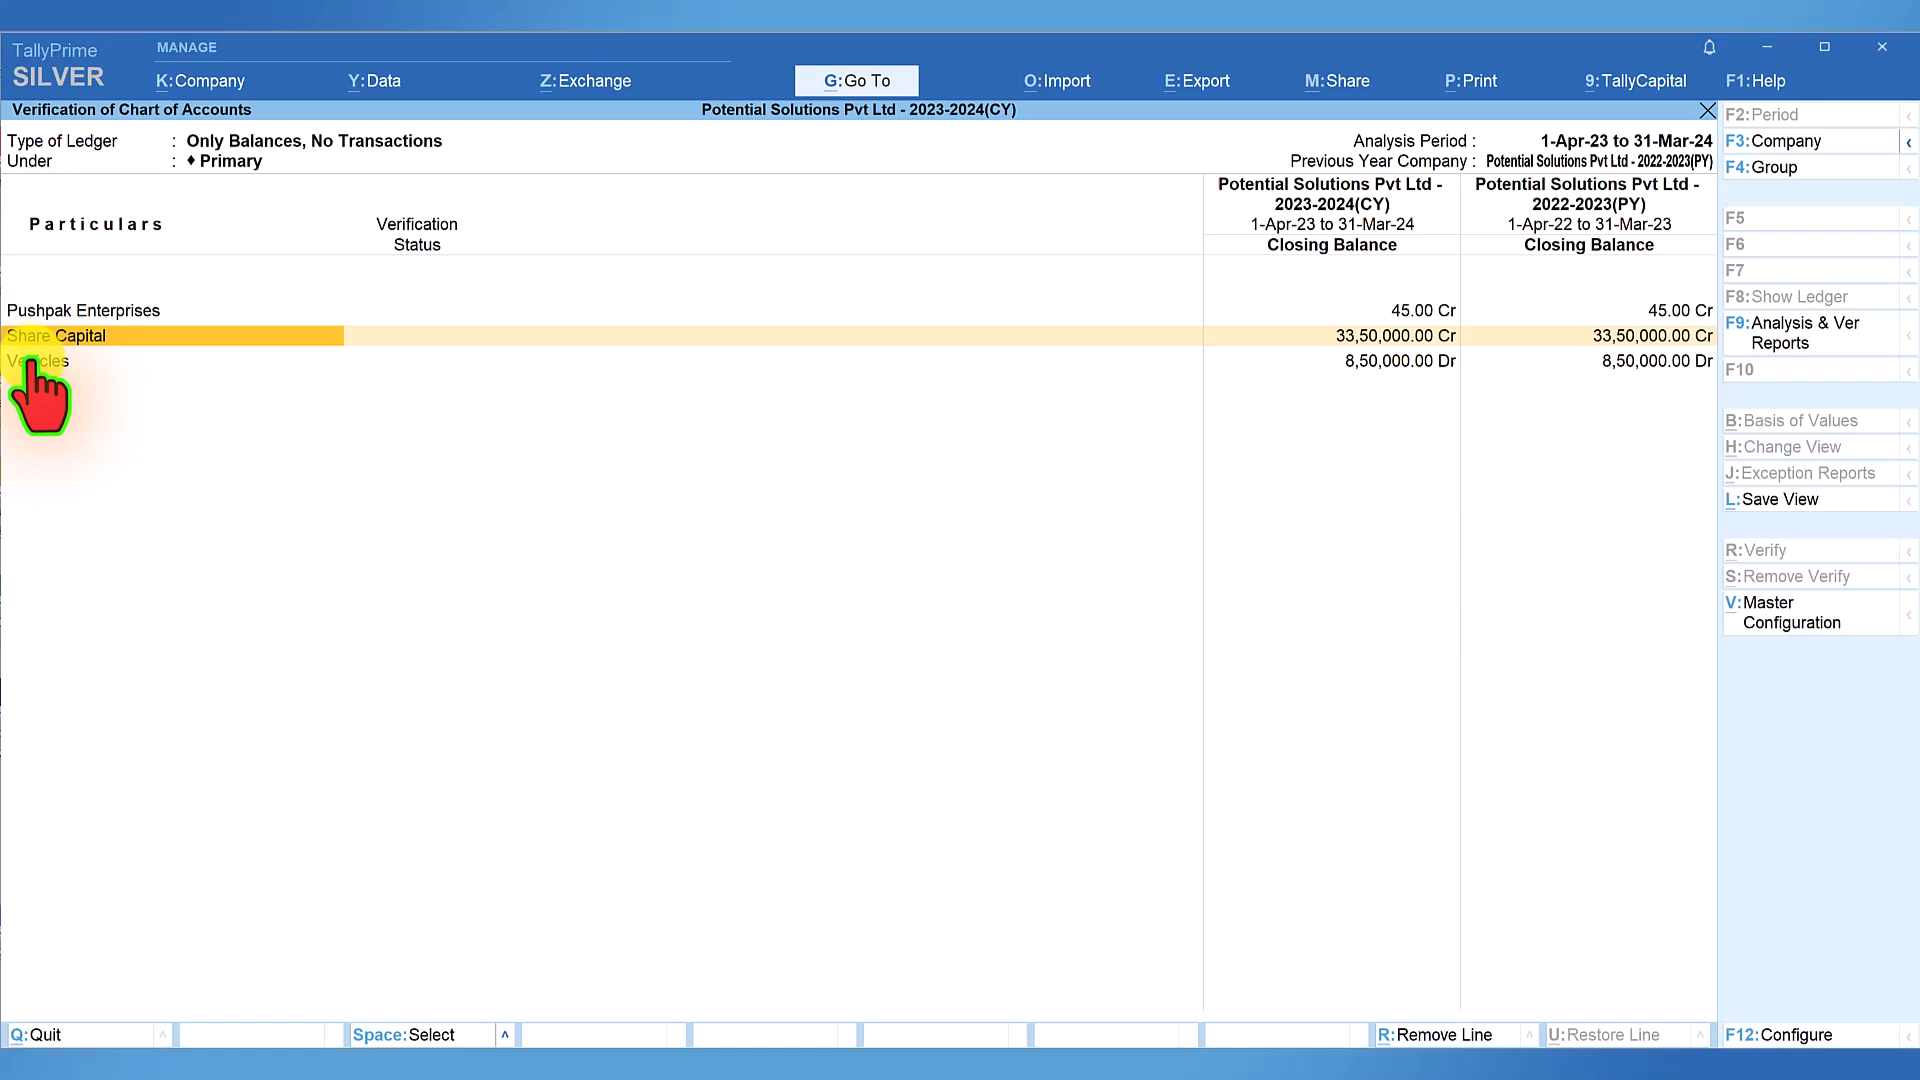 TallyPrime
SILVER
MANAGE
K:Company
Y:Data
Z:Exchange
G:Go To
O:Import
E:Export
M:Share
P:Print
9:TallyCapital
F1:Help
Verification of Chart of Accounts
Potential Solutions Pvt Ltd - 2023-2024(CY)
Type of Ledger : Only Balances, No Transactions
Under : ♦ Primary
Analysis Period : 1-Apr-23 to 31-Mar-24
Previous Year Company : Potential Solutions Pvt Ltd - 2022-2023(PY)
Particulars
Verification
Status
Potential Solutions Pvt Ltd -
2023-2024(CY)
1-Apr-23 to 31-Mar-24
Closing Balance
Potential Solutions Pvt Ltd -
2022-2023(PY)
1-Apr-22 to 31-Mar-23
Closing Balance
Pushpak Enterprises 45.00 Cr 45.00 Cr
Share Capital 33,50,000.00 Cr 33,50,000.00 Cr
Vehicles 8,50,000.00 Dr 8,50,000.00 Dr
F2:Period
F3:Company
F4:Group
F5
F6
F7
F8:Show Ledger
F9:Analysis & Ver
Reports
F10
B:Basis of Values
H:Change View
J:Exception Reports
L:Save View
R:Verify
S:Remove Verify
V:Master
Configuration
Q:Quit
Space:Select
R:Remove Line
U:Restore Line
F12:Configure